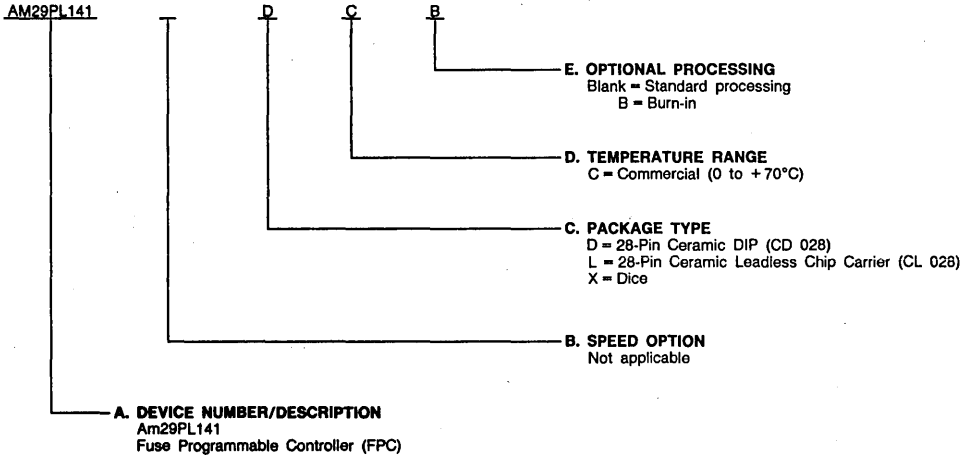 AM29PL141 D C B
E. OPTIONAL PROCESSING
Blank = Standard processing
B = Burn-in
D. TEMPERATURE RANGE
C = Commercial (0 to +70°C)
C. PACKAGE TYPE
D = 28-Pin Ceramic DIP (CD 028)
L = 28-Pin Ceramic Leadless Chip Carrier (CL 028)
X = Dice
B. SPEED OPTION
Not applicable
A. DEVICE NUMBER/DESCRIPTION
Am29PL141
Fuse Programmable Controller (FPC)